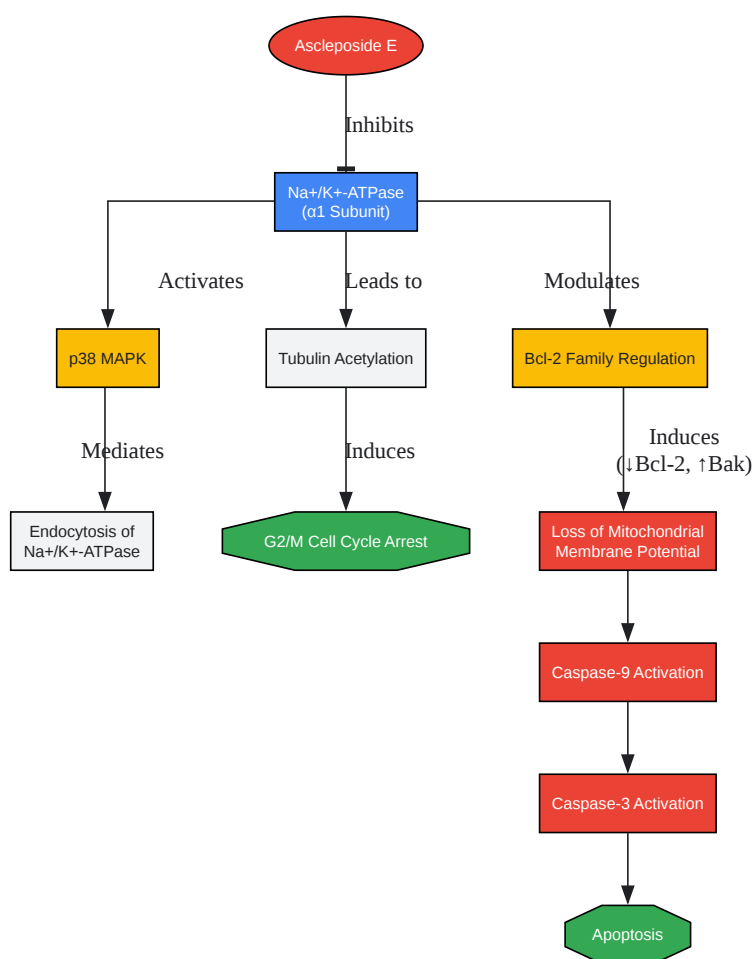 Ascleposide E
Inhibits
Na+/K+-ATPase
(α1 Subunit)
Activates
Leads to
Modulates
p38 MAPK
Tubulin Acetylation
Bcl-2 Family Regulation
Mediates
Induces
Induces
(↓Bcl-2, ↑Bak)
Endocytosis of
Na+/K+-ATPase
G2/M Cell Cycle Arrest
Loss of Mitochondrial
Membrane Potential
Caspase-9 Activation
Caspase-3 Activation
Apoptosis